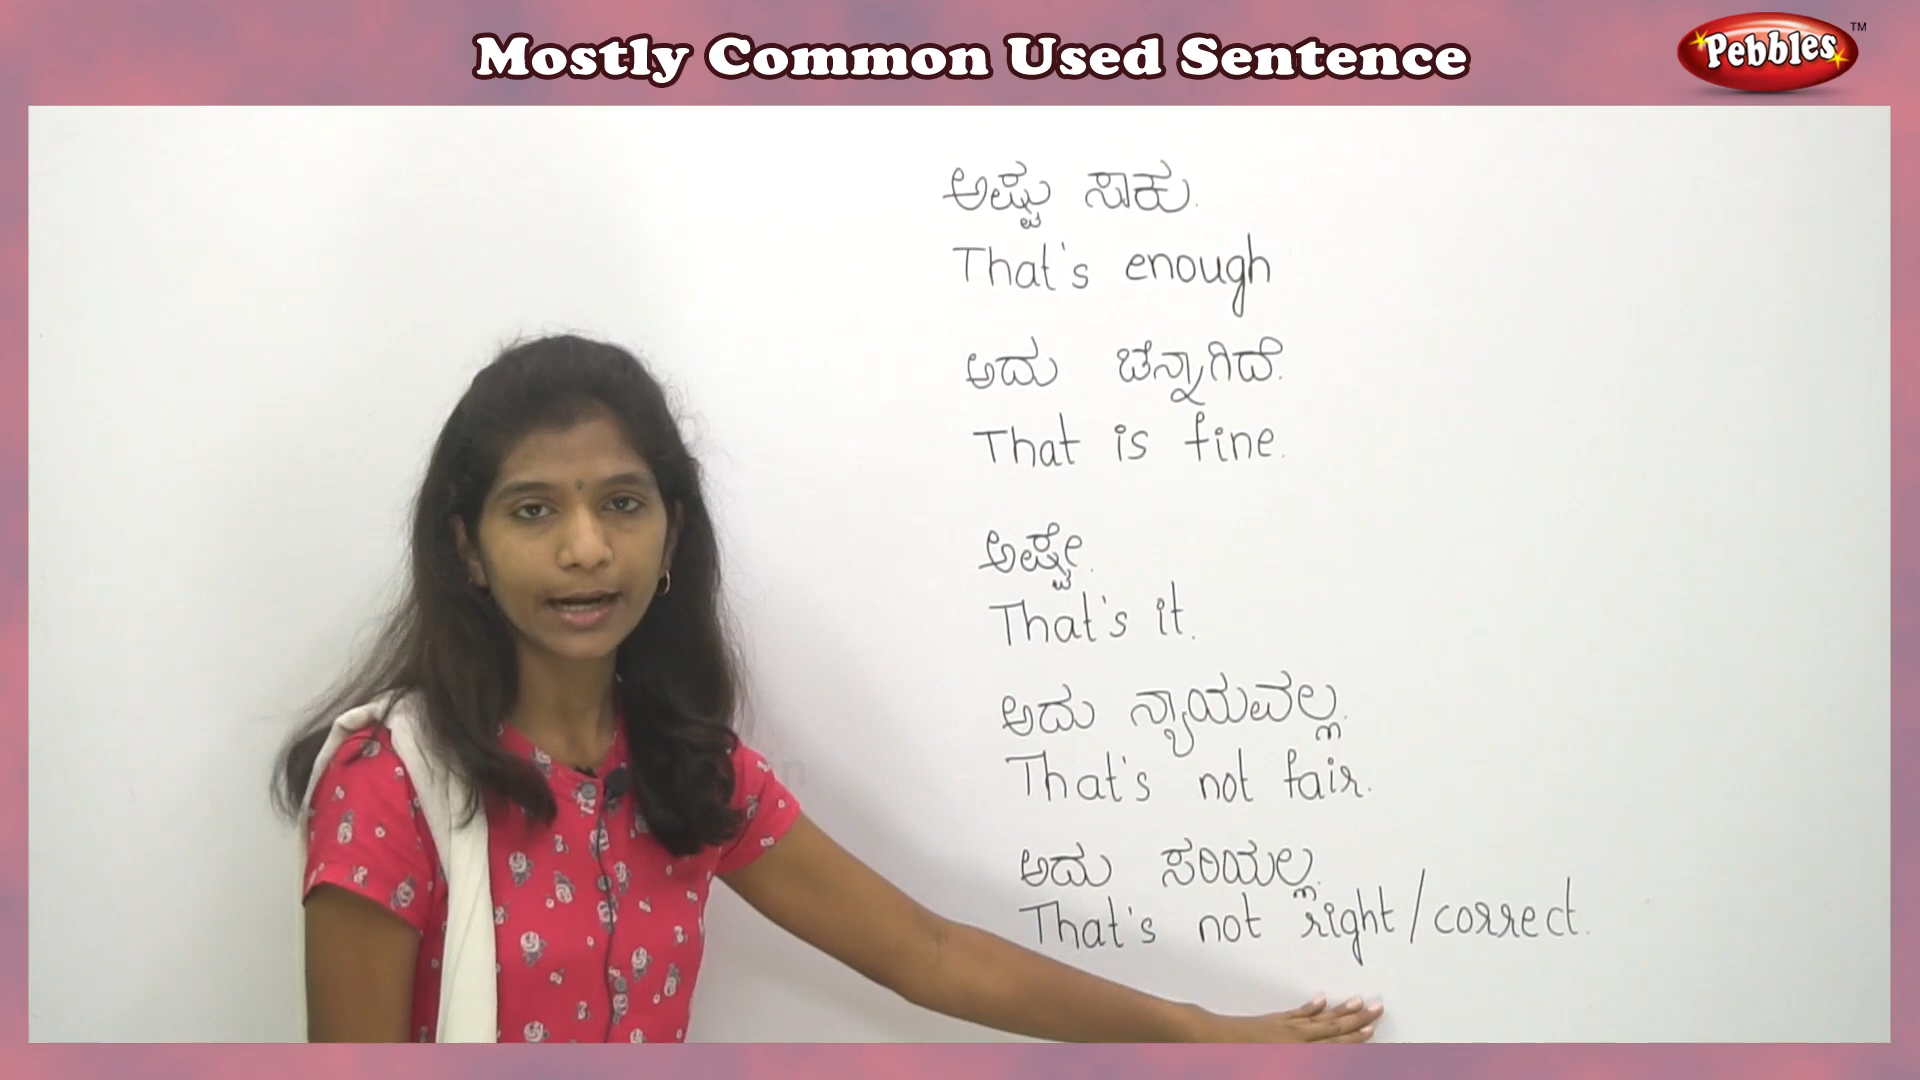 Mostly Common Used Sentence
Pebbles TM
ಅಷ್ಟು ಸಾಕು.
That's enough
ಅದು ಚೆನ್ನಾಗಿದೆ.
That is fine.
ಅಷ್ಟೇ.
That's it.
ಅದು ನ್ಯಾಯವಲ್ಲ.
That's not fair.
ಅದು ಸರಿಯಲ್ಲ.
That's not right/correct.